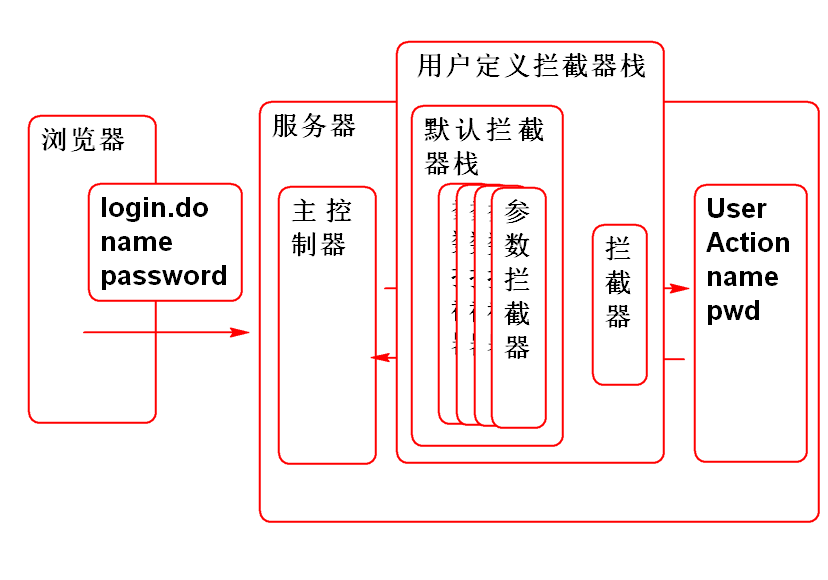 浏览器
login.do
name
password
服务器
主控
制器
用户定义拦截器栈
默认拦截
器栈
参
数
拦
截
器
拦
截
器
User
Action
name
pwd